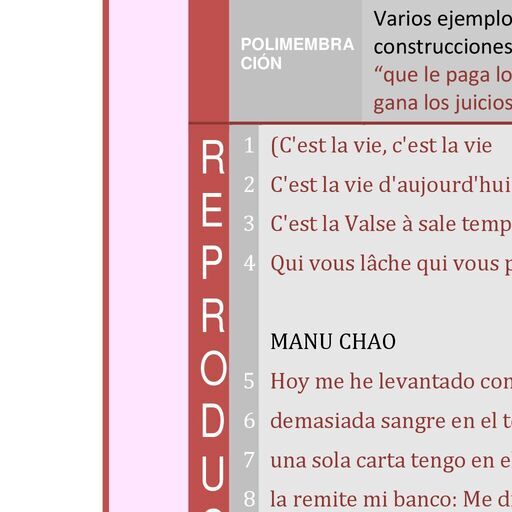 POLIMEMBRA
CIÓN
Varios ejemplo
construcciones
“que le paga lo
gana los juicios
REPRODU
1 (C'est la vie, c'est la vie
2 C'est la vie d'aujourd'hui
3 C'est la Valse à sale temp
4 Qui vous lâche qui vous p
MANU CHAO
5 Hoy me he levantado con
6 demasiada sangre en el t
7 una sola carta tengo en e
8 la remite mi banco: Me d